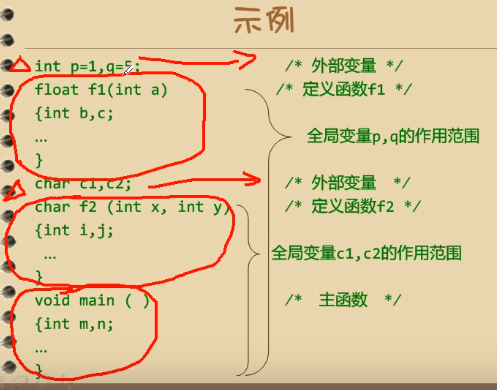 示例
int p=1,q=5; /* 外部变量 */
float f1(int a) /* 定义函数f1 */
{int b,c;
…
全局变量p,q的作用范围
}
char c1,c2; /* 外部变量 */
char f2 (int x, int y) /* 定义函数f2 */
{int i,j;
…
全局变量c1,c2的作用范围
}
void main ( ) /* 主函数 */
{int m,n;
…
}